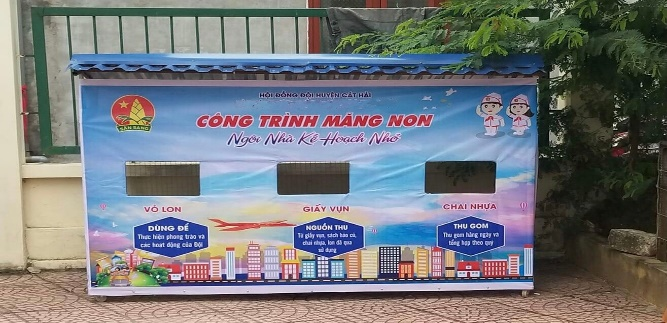 HỘI ĐỒNG ĐỘI HUYỆN CÁT HẢI
SẴN SÀNG
CÔNG TRÌNH MĂNG NON
Ngôi Nhà Kế Hoạch Nhỏ
VỎ LON
GIẤY VỤN
CHAI NHỰA
DÙNG ĐỂ
Thực hiện phong trào và
các hoạt động của Đội
NGUỒN THU
Từ giấy vụn, sách báo cũ,
chai nhựa, lon đã qua
sử dụng
THU GOM
Thu gom hàng ngày và
tổng hợp theo quý